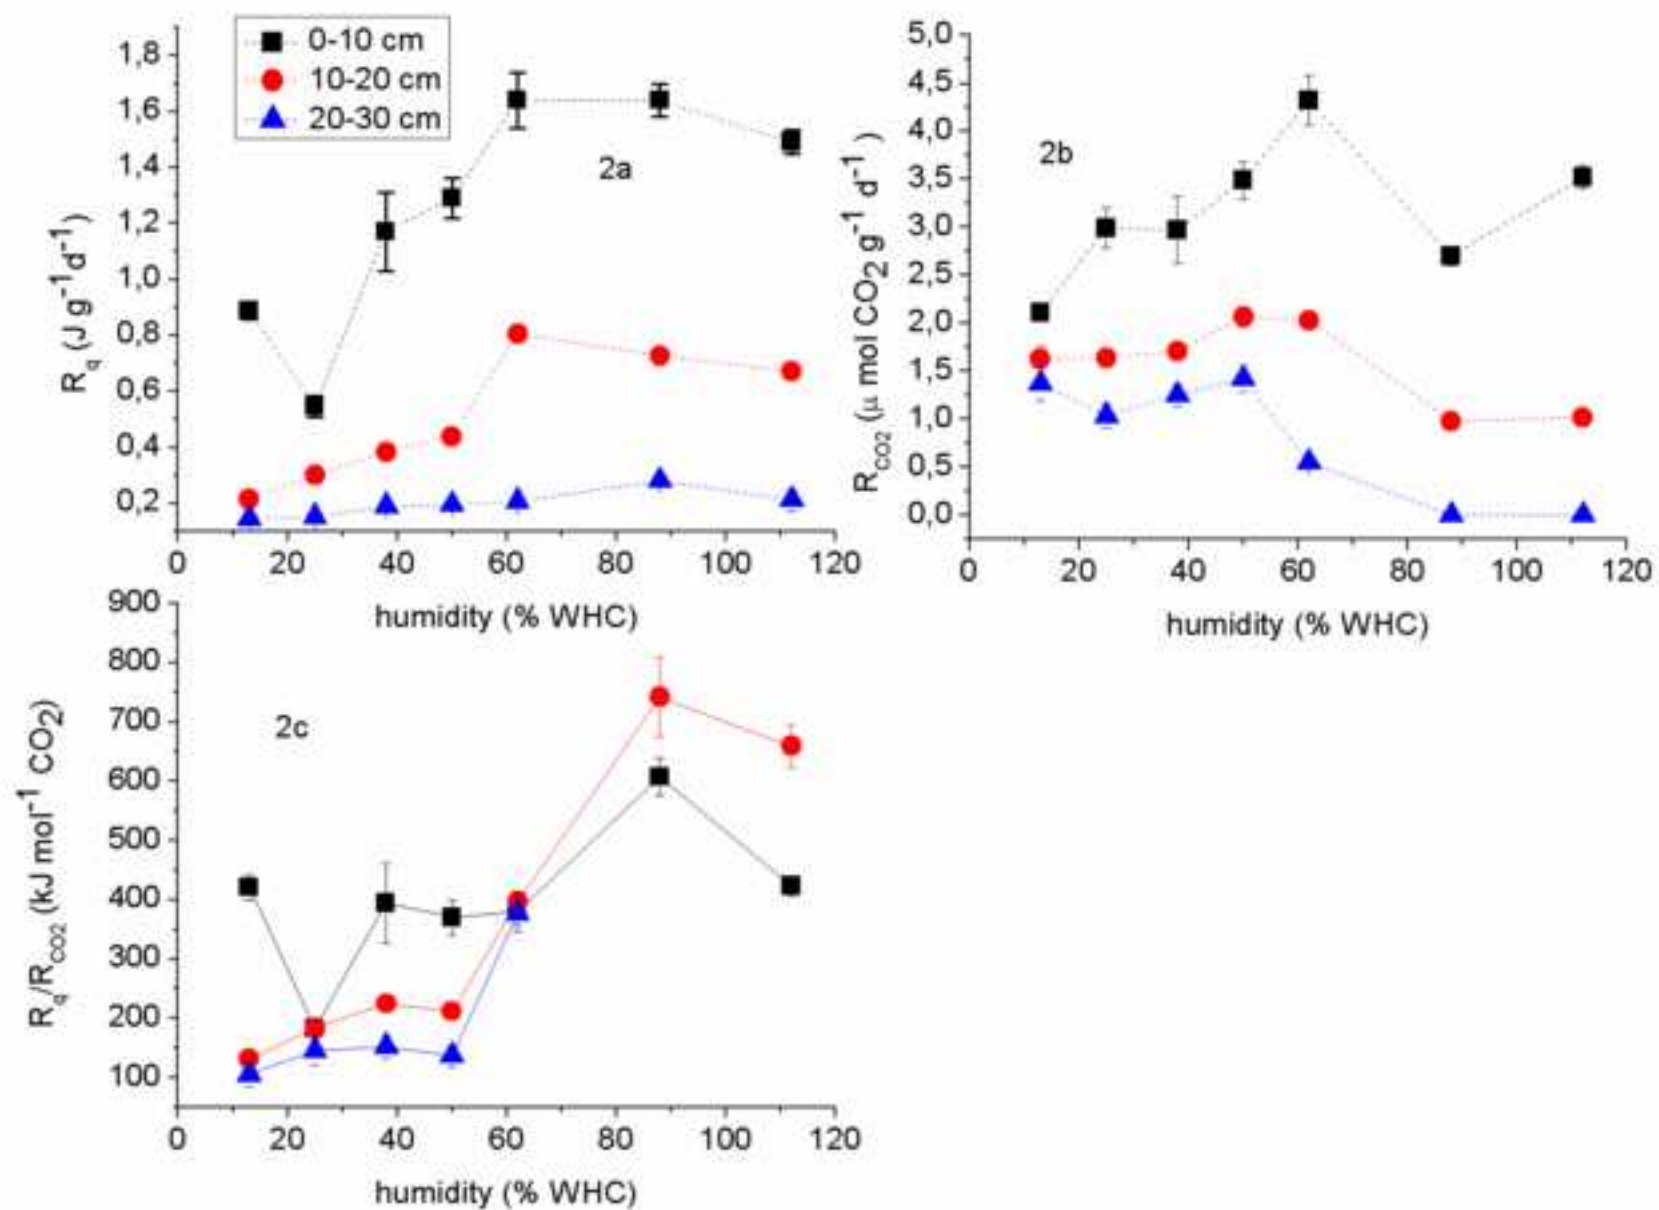 0-10 cm
10-20 cm
20-30 cm
1,8
1,6
1,4
1,2
1,0
0,8
0,6
0,4
0,2
R_q (J g⁻¹d⁻¹)
2a
0 20 40 60 80 100 120
humidity (% WHC)
5,0
4,5
4,0
3,5
3,0
2,5
2,0
1,5
1,0
0,5
0,0
R_CO2 (μ mol CO₂ g⁻¹ d⁻¹ )
2b
0 20 40 60 80 100 120
humidity (% WHC)
900
800
700
600
500
400
300
200
100
R_q/R_CO2 (kJ mol⁻¹ CO₂)
2c
0 20 40 60 80 100 120
humidity (% WHC)